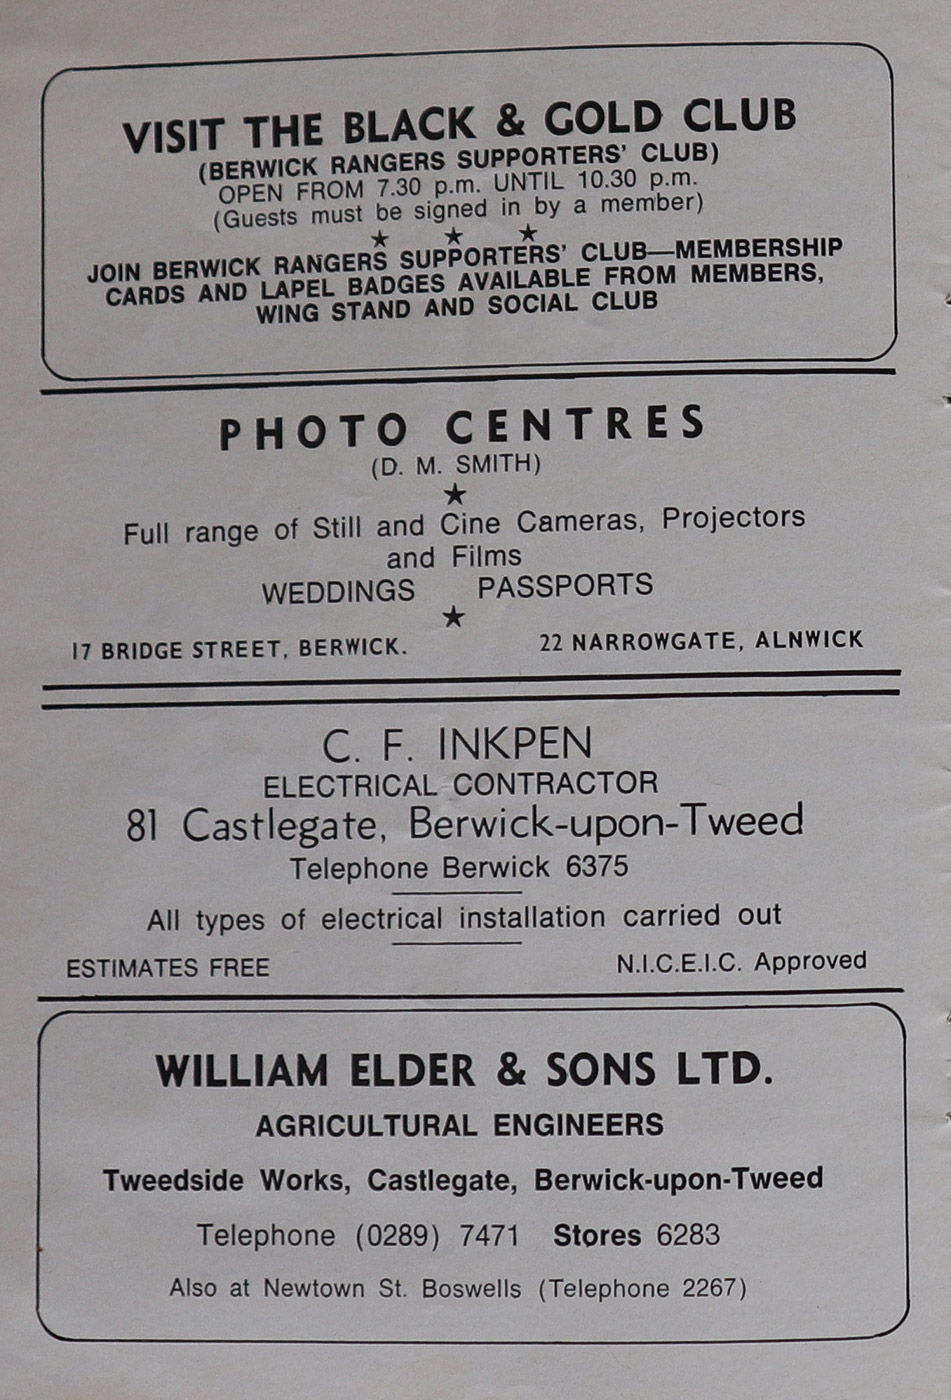 VISIT THE BLACK & GOLD CLUB
(BERWICK RANGERS SUPPORTERS' CLUB)
OPEN FROM 7.30 p.m. UNTIL 10.30 p.m.
(Guests must be signed in by a member)
★ ★ ★
JOIN BERWICK RANGERS SUPPORTERS' CLUB—MEMBERSHIP
CARDS AND LAPEL BADGES AVAILABLE FROM MEMBERS,
WING STAND AND SOCIAL CLUB
PHOTO CENTRES
(D. M. SMITH)
★
Full range of Still and Cine Cameras, Projectors
and Films
WEDDINGS PASSPORTS
★
17 BRIDGE STREET, BERWICK. 22 NARROWGATE, ALNWICK
C. F. INKPEN
ELECTRICAL CONTRACTOR
81 Castlegate, Berwick-upon-Tweed
Telephone Berwick 6375
All types of electrical installation carried out
ESTIMATES FREE N.I.C.E.I.C. Approved
WILLIAM ELDER & SONS LTD.
AGRICULTURAL ENGINEERS
Tweedside Works, Castlegate, Berwick-upon-Tweed
Telephone (0289) 7471 Stores 6283
Also at Newtown St. Boswells (Telephone 2267)